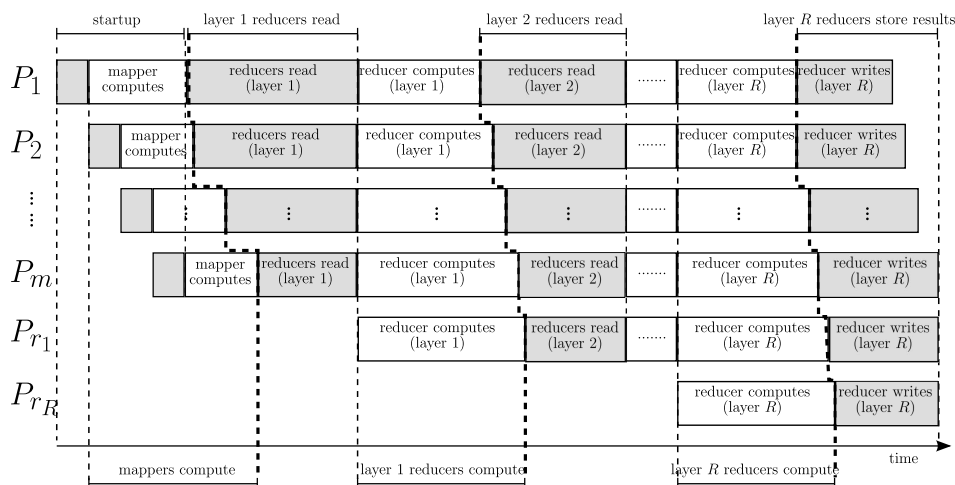 startup
layer 1 reducers read
layer 2 reducers read
layer R reducers store results
P1
mapper
computes
reducers read
(layer 1)
reducer computes
(layer 1)
reducers read
(layer 2)
.......
reducer computes
(layer R)
reducer writes
(layer R)
P2
mapper
computes
reducers read
(layer 1)
reducer computes
(layer 1)
reducers read
(layer 2)
.......
reducer computes
(layer R)
reducer writes
(layer R)
.......
Pm
mapper
computes
reducers read
(layer 1)
reducer computes
(layer 1)
reducers read
(layer 2)
.......
reducer computes
(layer R)
reducer writes
(layer R)
Pr1
reducer computes
(layer 1)
reducers read
(layer 2)
.......
reducer computes
(layer R)
reducer writes
(layer R)
PrR
reducer computes
(layer R)
reducer writes
(layer R)
time
mappers compute
layer 1 reducers compute
layer R reducers compute